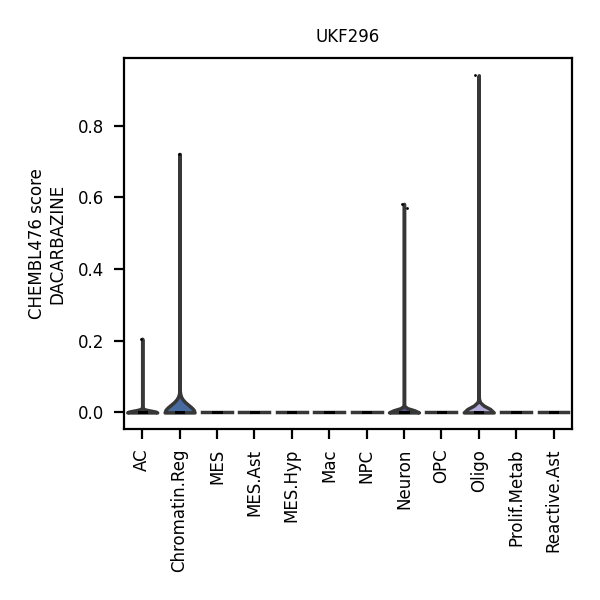 UKF296
CHEMBL476 score
DACARBAZINE
0.8
0.6
0.4
0.2
0.0
AC
Chromatin.Reg
MES
MES.Ast
MES.Hyp
Mac
NPC
Neuron
OPC
Oligo
Prolif.Metab
Reactive.Ast